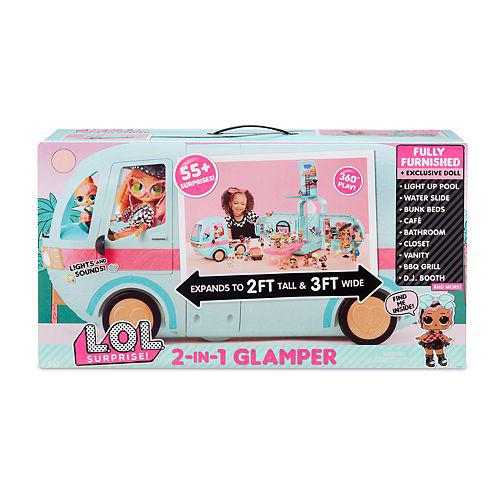 FULLY
FURNISHED
+ EXCLUSIVE DOLL
• LIGHT UP POOL
• WATER SLIDE
• BUNK BEDS
• CAFÉ
• BATHROOM
• CLOSET
• VANITY
• BBQ GRILL
• D.J. BOOTH
AND MORE!
55+
SURPRISES!
360°
PLAY!
LIGHTS AND
SOUNDS!
EXPANDS TO 2FT TALL & 3FT WIDE
FIND
ME
INSIDE!
L.O.L.
SURPRISE!
2-IN-1 GLAMPER